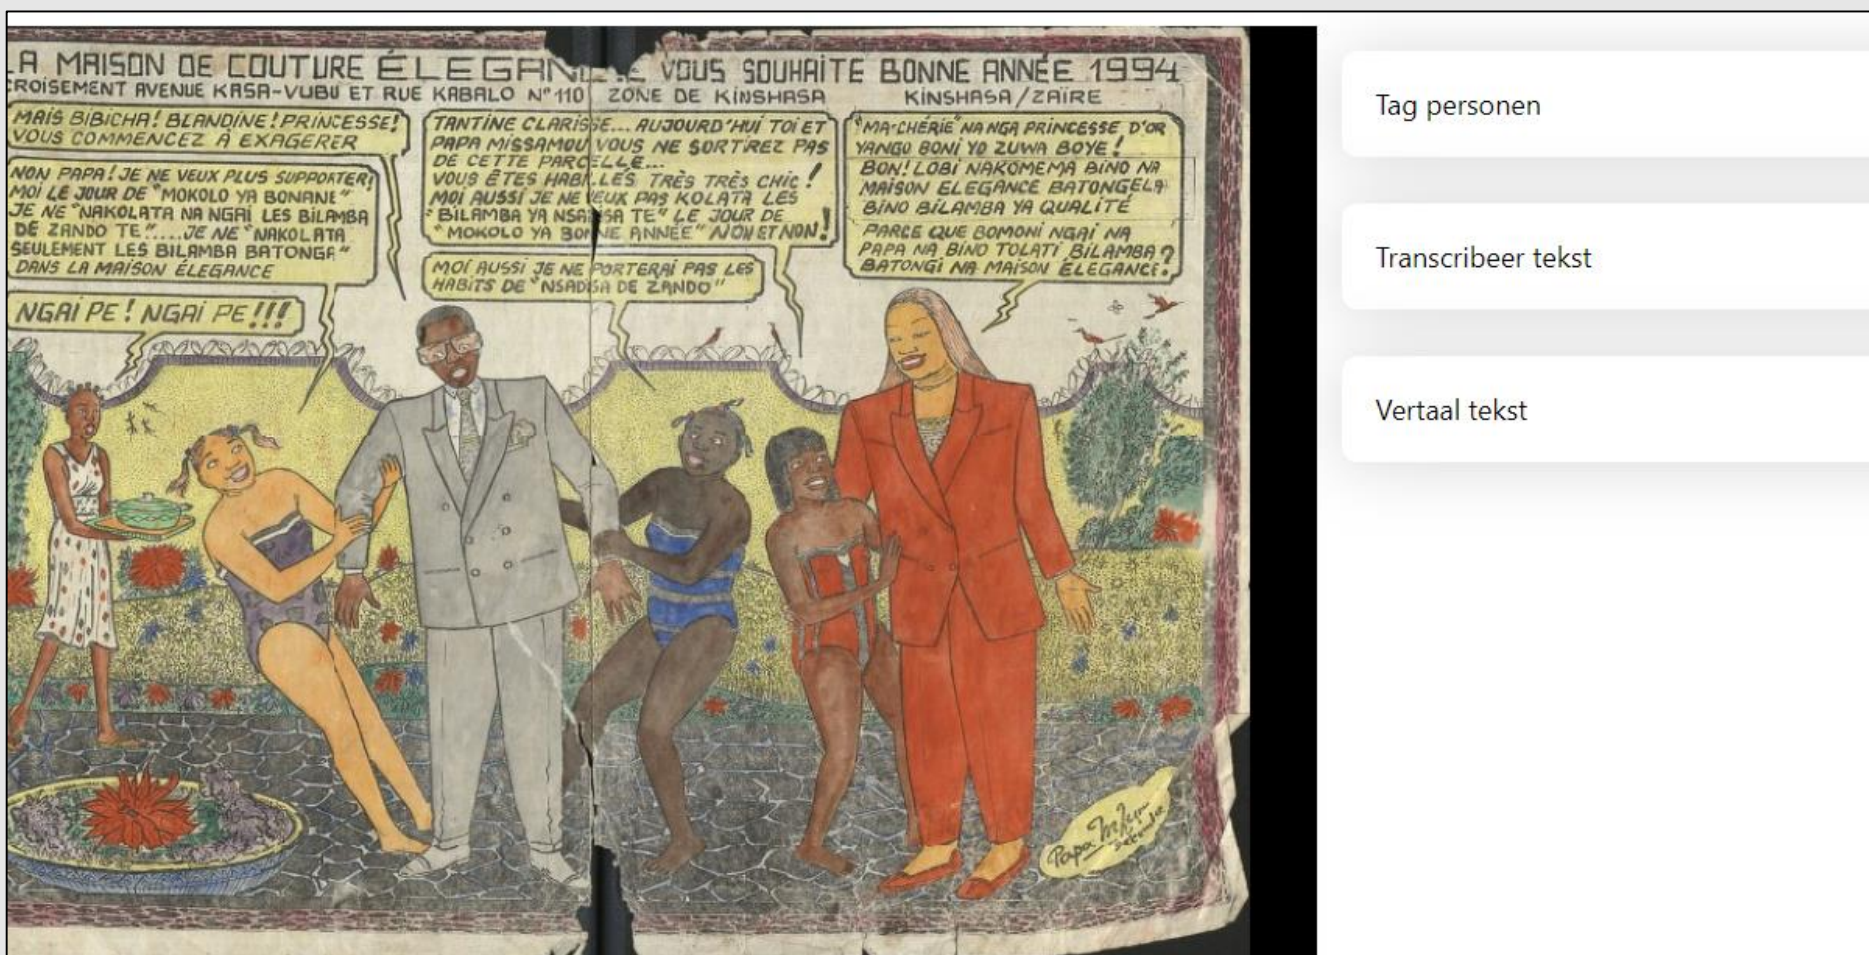 LA MAISON DE COUTURE ÉLEGANCE VOUS SOUHAITE BONNE ANNÉE 1994
CROISEMENT AVENUE KASA-VUBU ET RUE KABALO N° 110 ZONE DE KINSHASA KINSHASA/ZAÏRE
MAIS BIBICHA! BLANDINE! PRINCESSE!
VOUS COMMENCEZ À EXAGERER
NON PAPA! JE NE VEUX PLUS SUPPORTER!
MOI LE JOUR DE "MOKOLO YA BONANE"
JE NE "NAKOLATA NA NGAI LES BILAMBA
DE ZANDO TE"....JE NE "NAKOLATA
SEULEMENT LES BILAMBA BATONGA"
DANS LA MAISON ÉLEGANCE
NGAI PE! NGAI PE!!!
TANTINE CLARISSE... AUJOURD'HUI TOI ET
PAPA MISSAMOU VOUS NE SORTIREZ PAS
DE CETTE PARCELLE...
VOUS ÊTES HABILLÉS TRÈS TRÈS CHIC!
MOI AUSSI JE NE VEUX PAS KOLATA LES
"BILAMBA YA NSADISA TE" LE JOUR DE
"MOKOLO YA BONNE ANNÉE" NON ET NON!
MOI AUSSI JE NE PORTERAI PAS LES
HABITS DE "NSADISA DE ZANDO"
"MA-CHÉRIE" NA NGA PRINCESSE D'OR
YANGO BONI YO ZUWA BOYE!
BON! LOBI NAKOMEMA BINO NA
MAISON ELEGANCE BATONGELA
BINO BILAMBA YA QUALITÉ
PARCE QUE BOMONI NGAI NA
PAPA NA BINO TOLATI BILAMBA
BATONGI NA MAISON ÉLEGANCE?
Papa Mfumu
Tag personen
Transcribeer tekst
Vertaal tekst